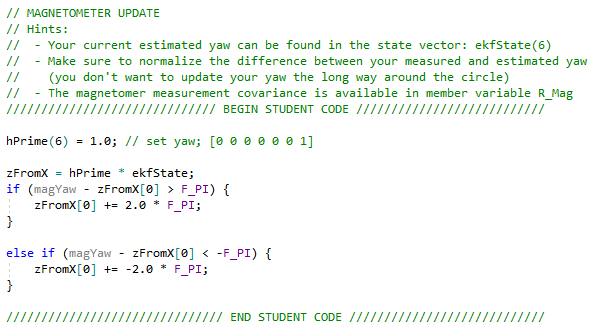 // MAGNETOMETER UPDATE
// Hints:
//  - Your current estimated yaw can be found in the state vector: ekfState(6)
//  - Make sure to normalize the difference between your measured and estimated yaw
//    (you don't want to update your yaw the long way around the circle)
//  - The magnetomer measurement covariance is available in member variable R_Mag
////////////////////////////// BEGIN STUDENT CODE ///////////////////////////
hPrime(6) = 1.0; // set yaw; [0 0 0 0 0 0 1]
zFromX = hPrime * ekfState;
if (magYaw - zFromX[0] > F_PI) {
    zFromX[0] += 2.0 * F_PI;
}
else if (magYaw - zFromX[0] < -F_PI) {
    zFromX[0] += -2.0 * F_PI;
}
/////////////////////////////// END STUDENT CODE ////////////////////////////